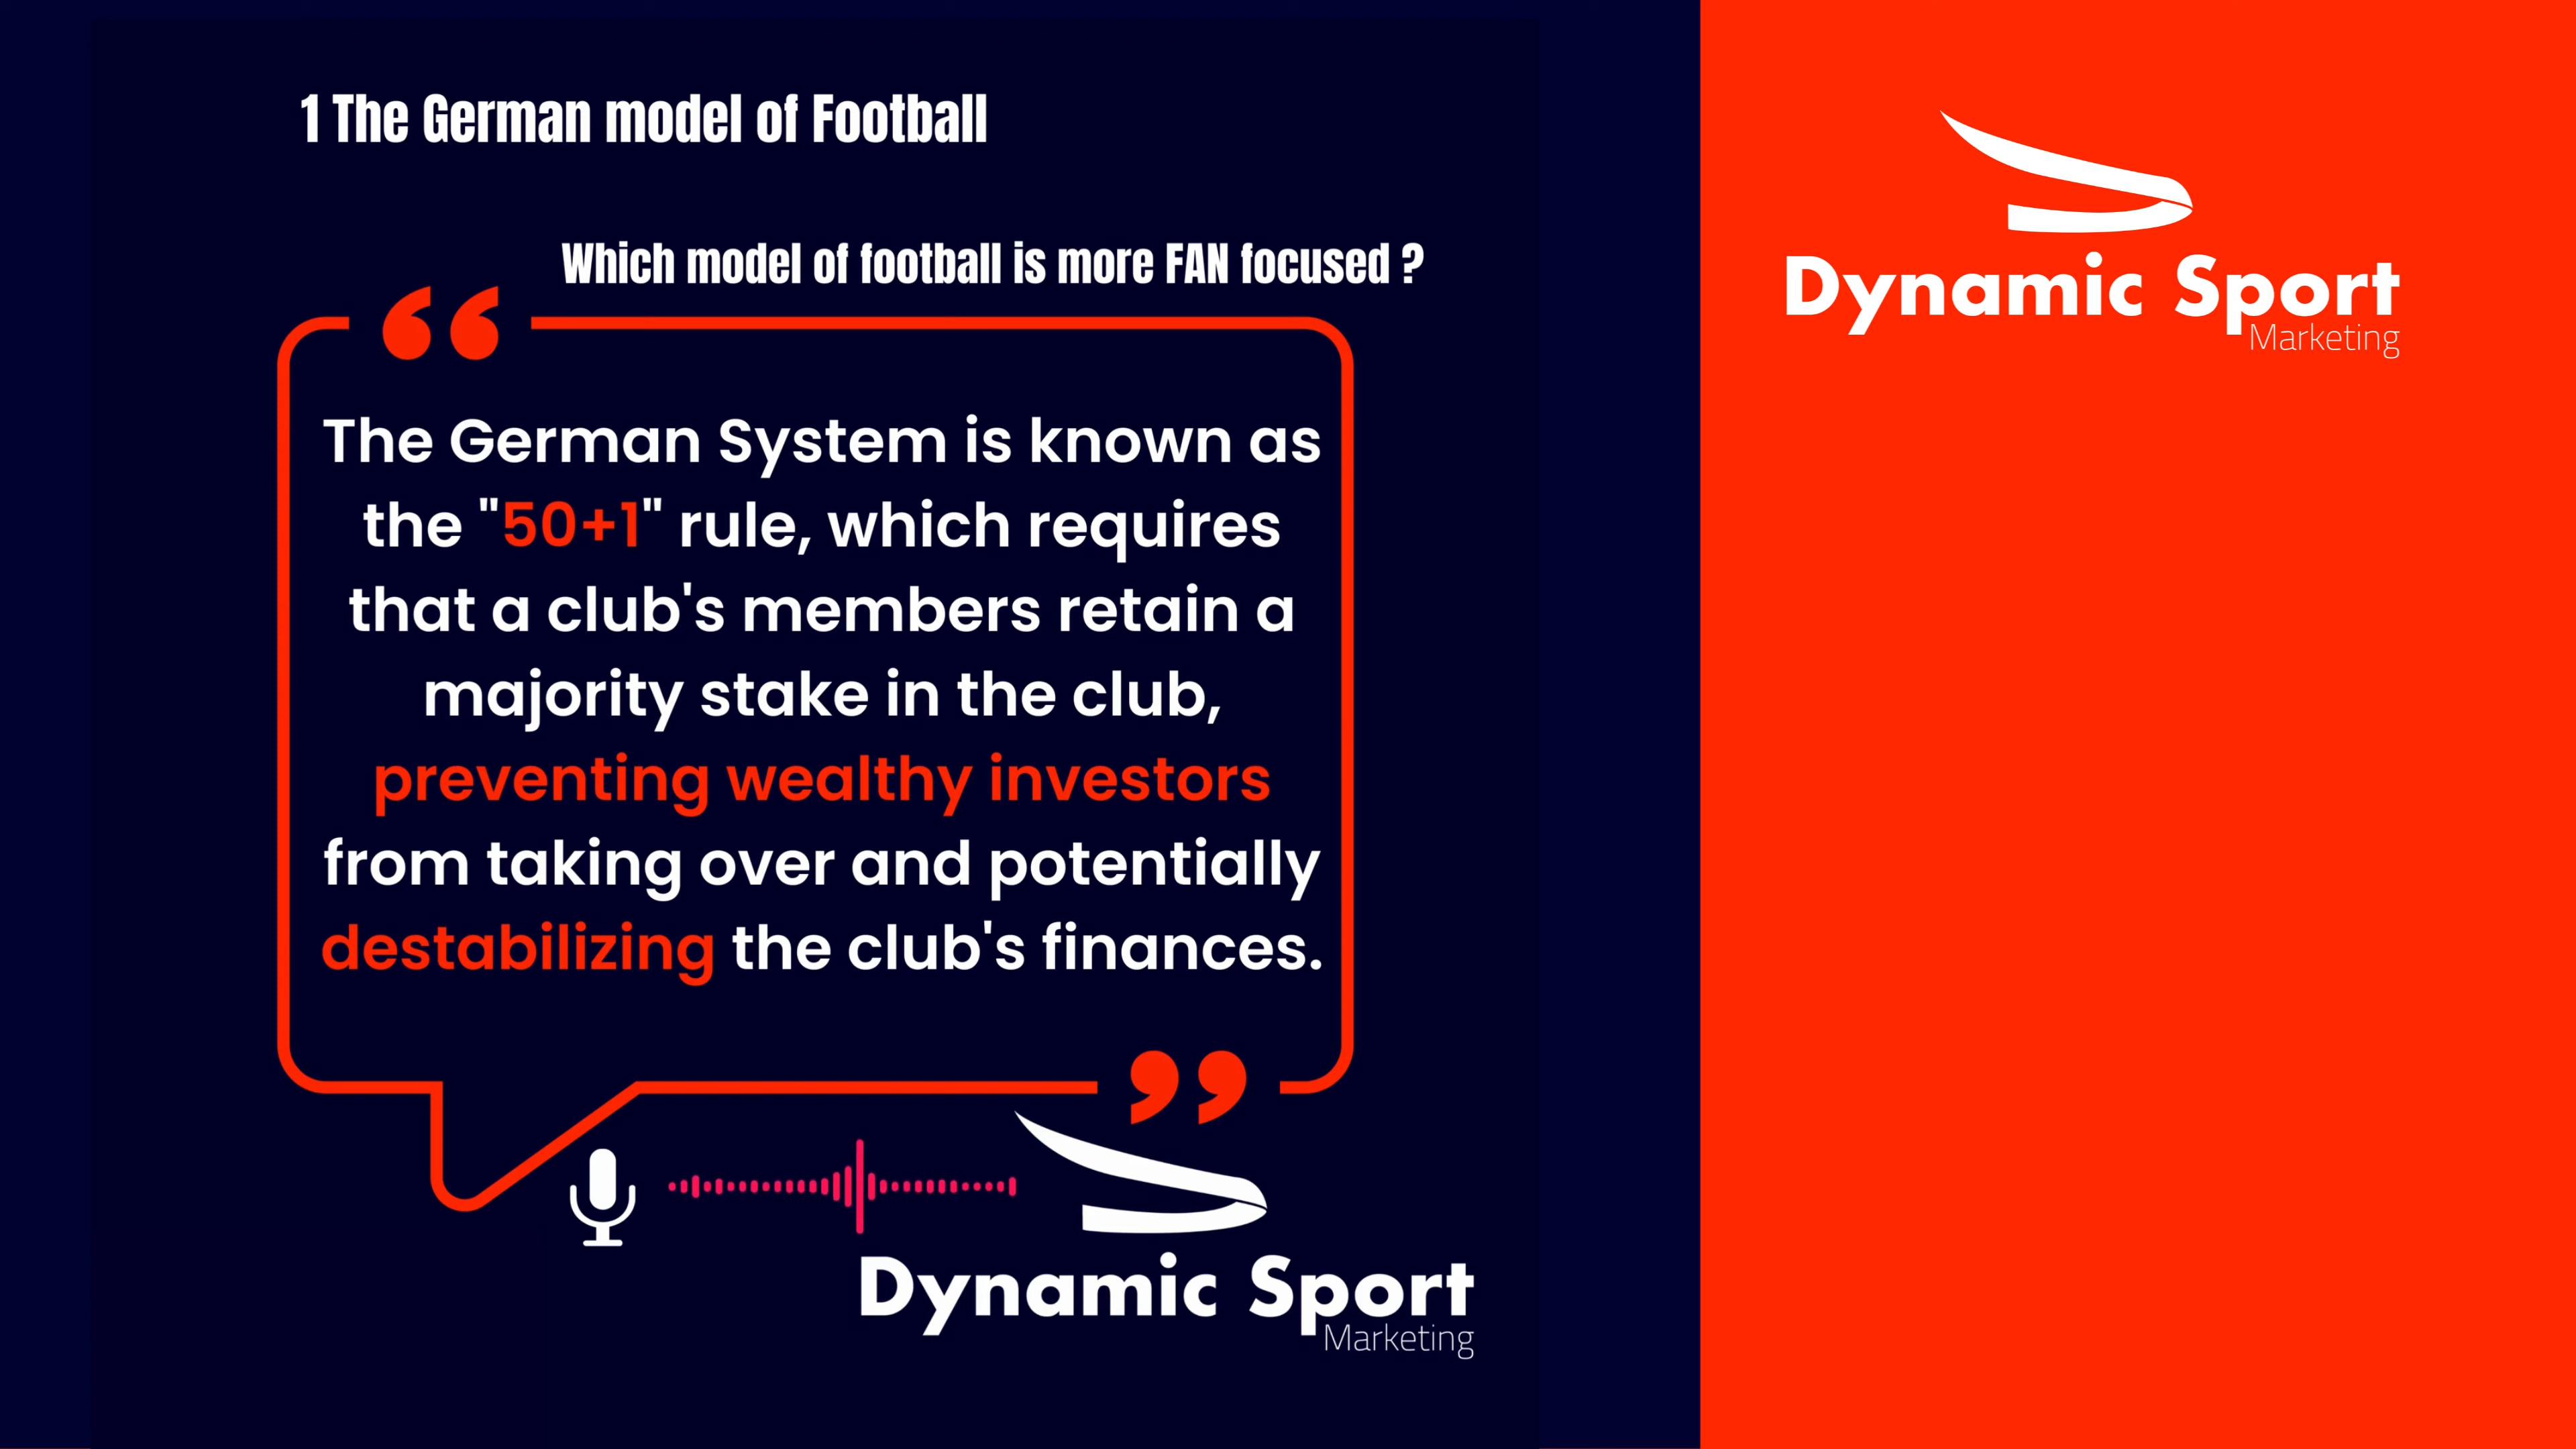 1 The German model of Football
Which model of football is more FAN focused ?
The German System is known as
the "50+1" rule, which requires
that a club's members retain a
majority stake in the club,
preventing wealthy investors
from taking over and potentially
destabilizing the club's finances.
Dynamic Sport
Marketing
Dynamic Sport
Marketing